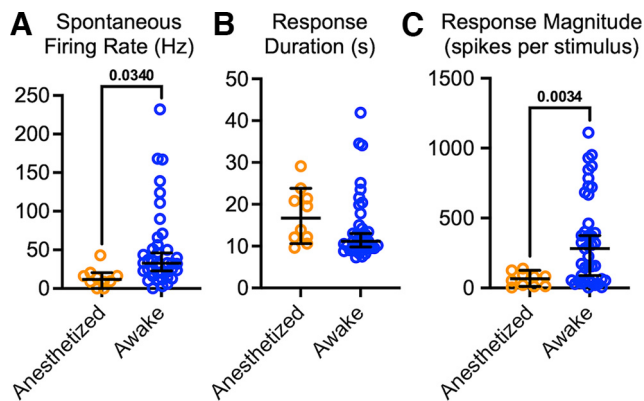 A
Spontaneous
Firing Rate (Hz)
0.0340
250
200
150
100
50
0
Anesthetized
Awake
B
Response
Duration (s)
50
40
30
20
10
0
Anesthetized
Awake
C
Response Magnitude
(spikes per stimulus)
0.0034
1500
1000
500
0
Anesthetized
Awake